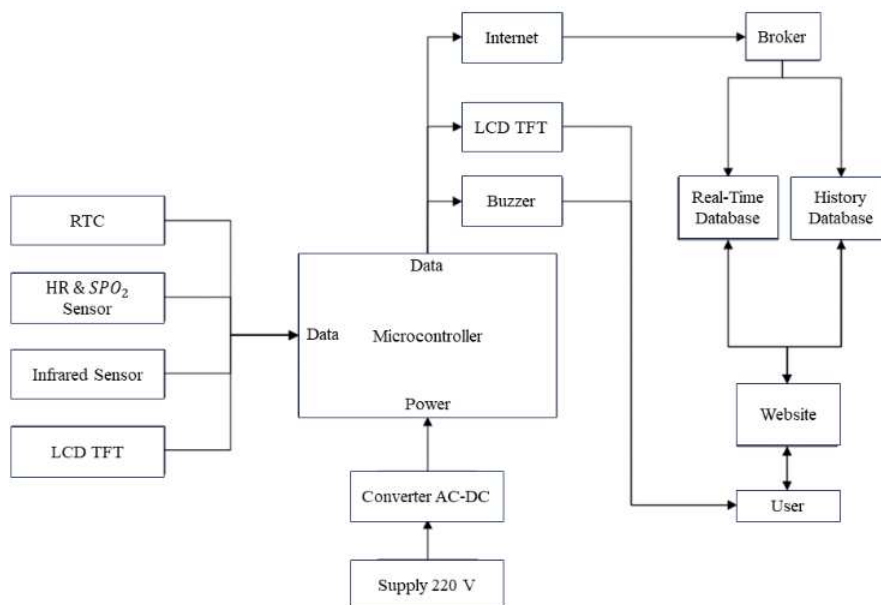 Internet
Broker
LCD TFT
Buzzer
Real-Time
Database
History
Database
RTC
HR & SPO₂
Sensor
Infrared Sensor
LCD TFT
Data
Data
Microcontroller
Power
Website
Converter AC-DC
User
Supply 220 V